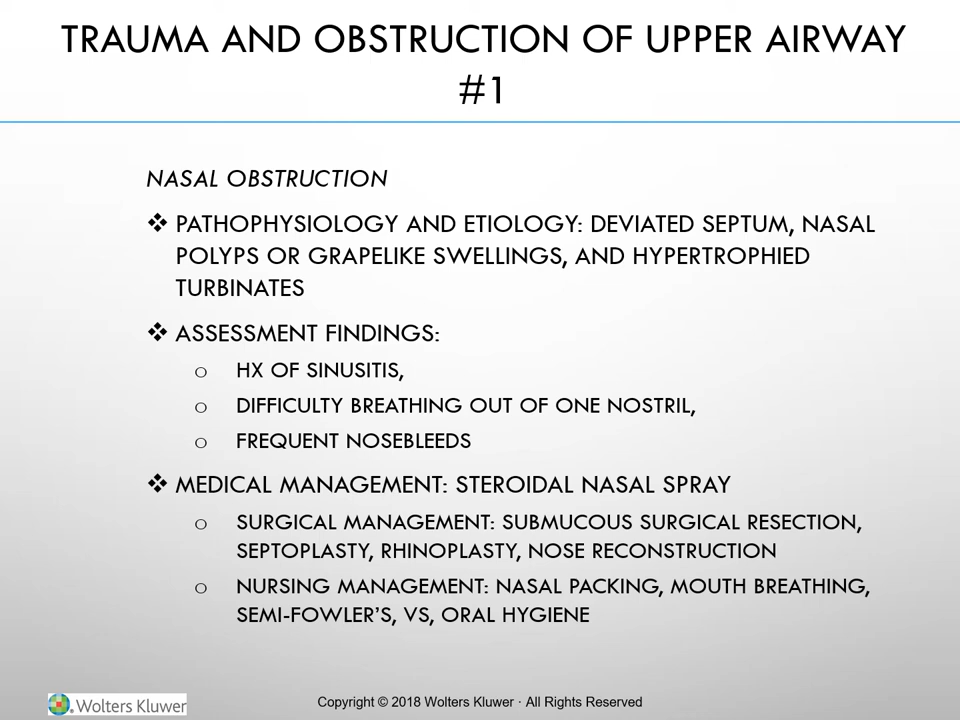 TRAUMA AND OBSTRUCTION OF UPPER AIRWAY
#1
NASAL OBSTRUCTION
❖ PATHOPHYSIOLOGY AND ETIOLOGY: DEVIATED SEPTUM, NASAL
POLYPS OR GRAPELIKE SWELLINGS, AND HYPERTROPHIED
TURBINATES
❖ ASSESSMENT FINDINGS:
o HX OF SINUSITIS,
o DIFFICULTY BREATHING OUT OF ONE NOSTRIL,
o FREQUENT NOSEBLEEDS
❖ MEDICAL MANAGEMENT: STEROIDAL NASAL SPRAY
o SURGICAL MANAGEMENT: SUBMUCOUS SURGICAL RESECTION,
SEPTOPLASTY, RHINOPLASTY, NOSE RECONSTRUCTION
o NURSING MANAGEMENT: NASAL PACKING, MOUTH BREATHING,
SEMI-FOWLER’S, VS, ORAL HYGIENE
Wolters Kluwer
Copyright © 2018 Wolters Kluwer · All Rights Reserved